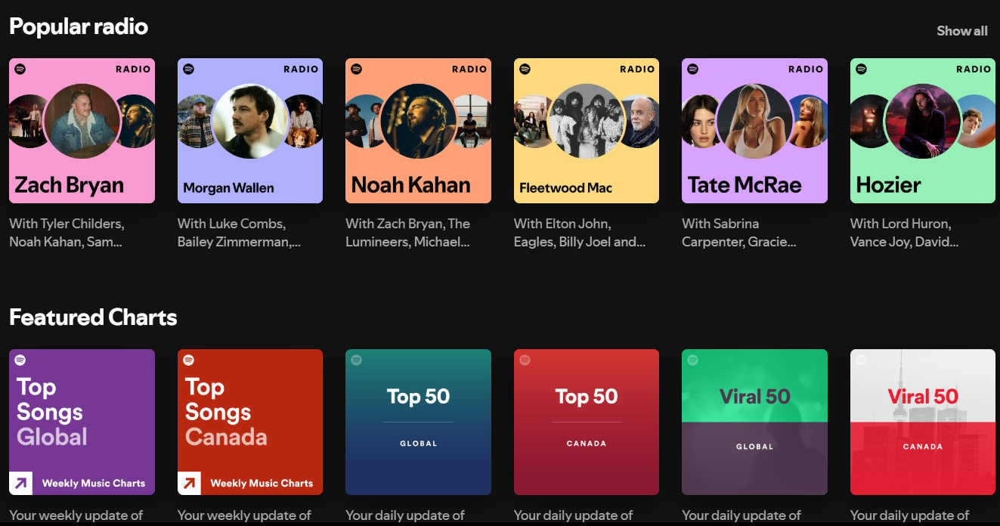 Popular radio
Show all
RADIO
RADIO
RADIO
RADIO
RADIO
RADIO
Zach Bryan
Morgan Wallen
Noah Kahan
Fleetwood Mac
Tate McRae
Hozier
With Tyler Childers,
Noah Kahan, Sam...
With Luke Combs,
Bailey Zimmerman,...
With Zach Bryan, The
Lumineers, Michael...
With Elton John,
Eagles, Billy Joel and...
With Sabrina
Carpenter, Gracie...
With Lord Huron,
Vance Joy, David...
Featured Charts
Top
Songs
Global
Weekly Music Charts
Top
Songs
Canada
Weekly Music Charts
Top 50
GLOBAL
Top 50
CANADA
Viral 50
GLOBAL
Viral 50
CANADA
Your weekly update of
Your weekly update of
Your daily update of
Your daily update of
Your daily update of
Your daily update of